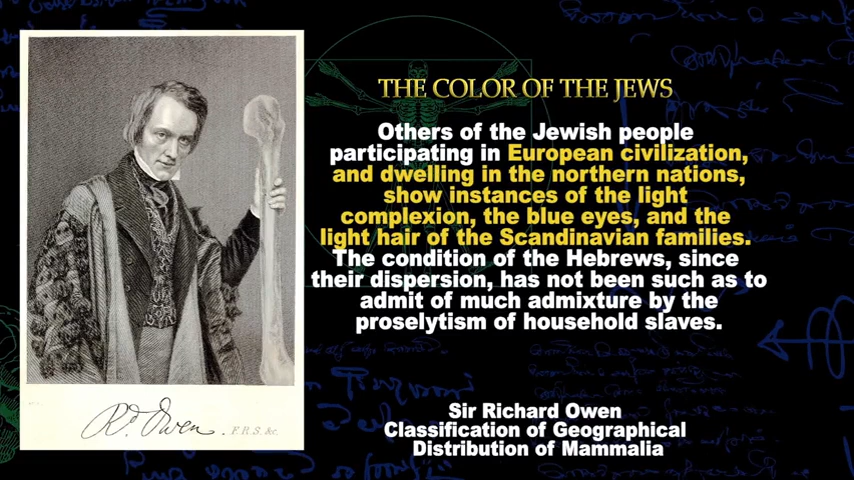 THE COLOR OF THE JEWS
Others of the Jewish people
participating in European civilization,
and dwelling in the northern nations,
show instances of the light
complexion, the blue eyes, and the
light hair of the Scandinavian families.
The condition of the Hebrews, since
their dispersion, has not been such as to
admit of much admixture by the
proselytism of household slaves.
Rd. Owen. F.R.S. &c.
Sir Richard Owen
Classification of Geographical
Distribution of Mammalia